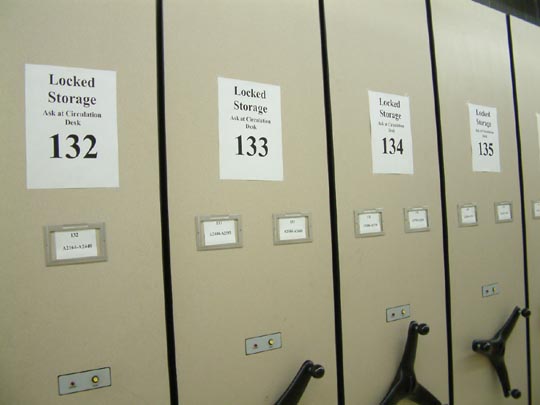 Locked
Storage
Ask at Circulation
Desk
132
Locked
Storage
Ask at Circulation
Desk
133
Locked
Storage
Ask at Circulation
Desk
134
Locked
Storage
Ask at Circulation
Desk
135
132
133